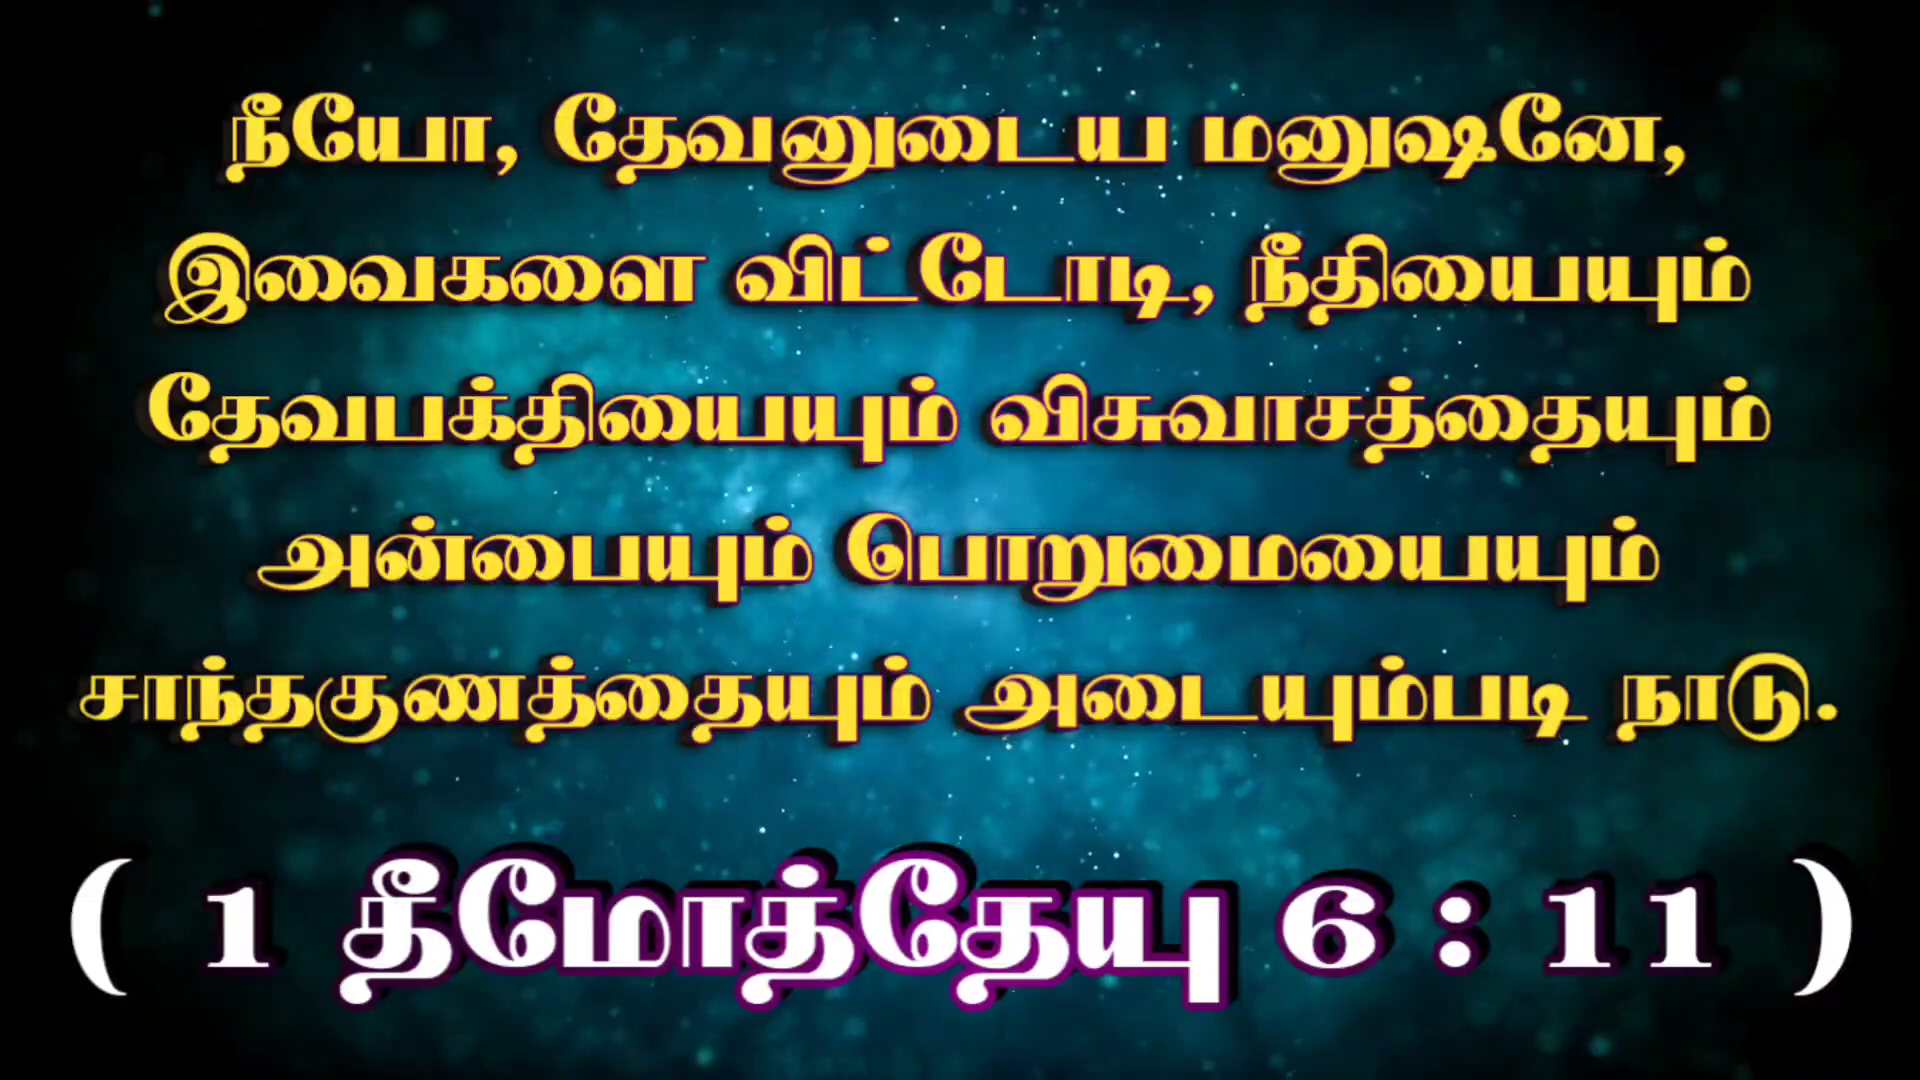 நீயோ, தேவனுடைய மனுஷனே,
இவைகளை விட்டோடி, நீதியையும்
தேவபக்தியையும் விசுவாசத்தையும்
அன்பையும் பொறுமையையும்
சாந்தகுணத்தையும் அடையும்படி நாடு.
( 1 தீமோத்தேயு 6 : 11 )